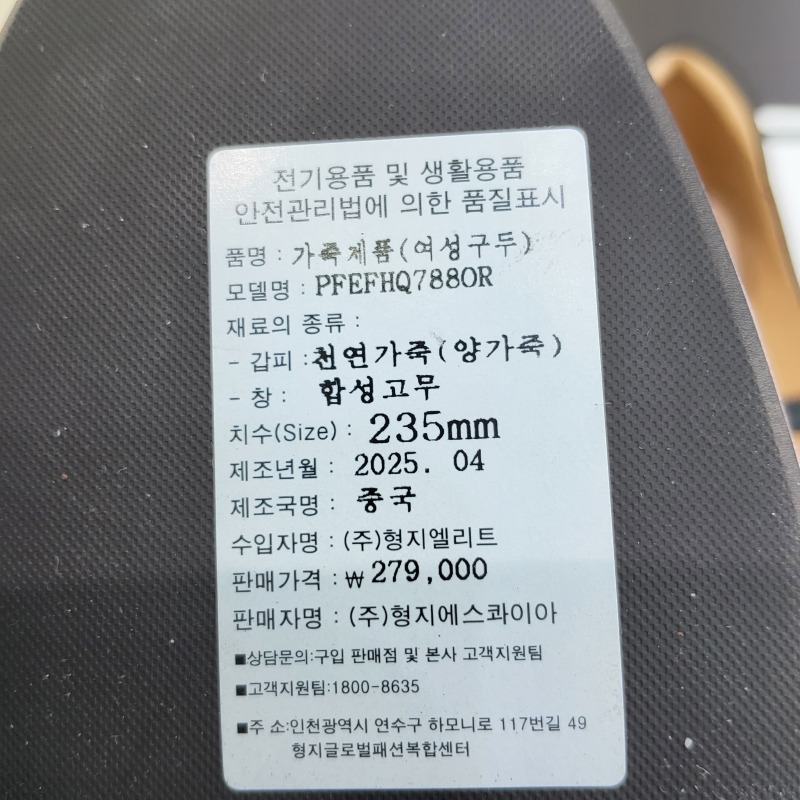 전기용품 및 생활용품
안전관리법에 의한 품질표시
품명 : 가죽제품(여성구두)
모델명 : PFEFHQ788OR
재료의 종류 :
- 갑피 : 천연가죽(양가죽)
- 창 : 합성고무
치수(Size) : 235mm
제조년월 : 2025. 04
제조국명 : 중국
수입자명 : (주)형지엘리트
판매가격 : ₩279,000
판매자명 : (주)형지에스콰이아
■상담문의:구입 판매점 및 본사 고객지원팀
■고객지원팀:1800-8635
■주 소:인천광역시 연수구 하모니로 117번길 49
형지글로벌패션복합센터